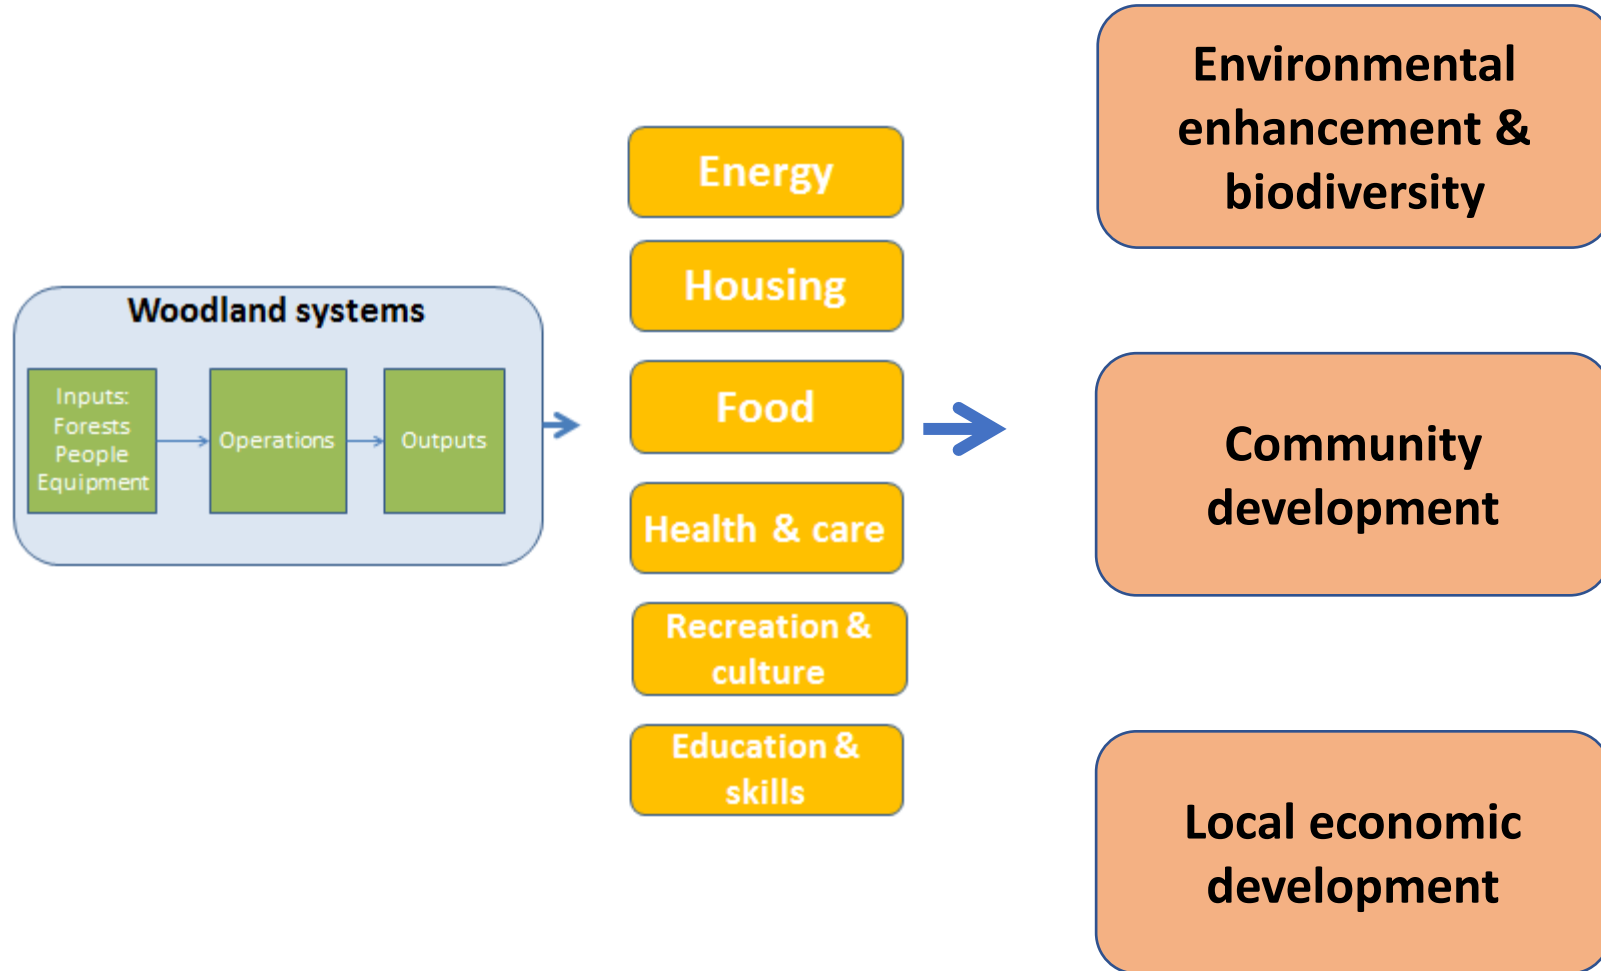 Woodland systems
Inputs:
Forests
People
Equipment
Operations
Outputs
Energy
Housing
Food
Health & care
Recreation &
culture
Education &
skills
Environmental
enhancement &
biodiversity
Community
development
Local economic
development